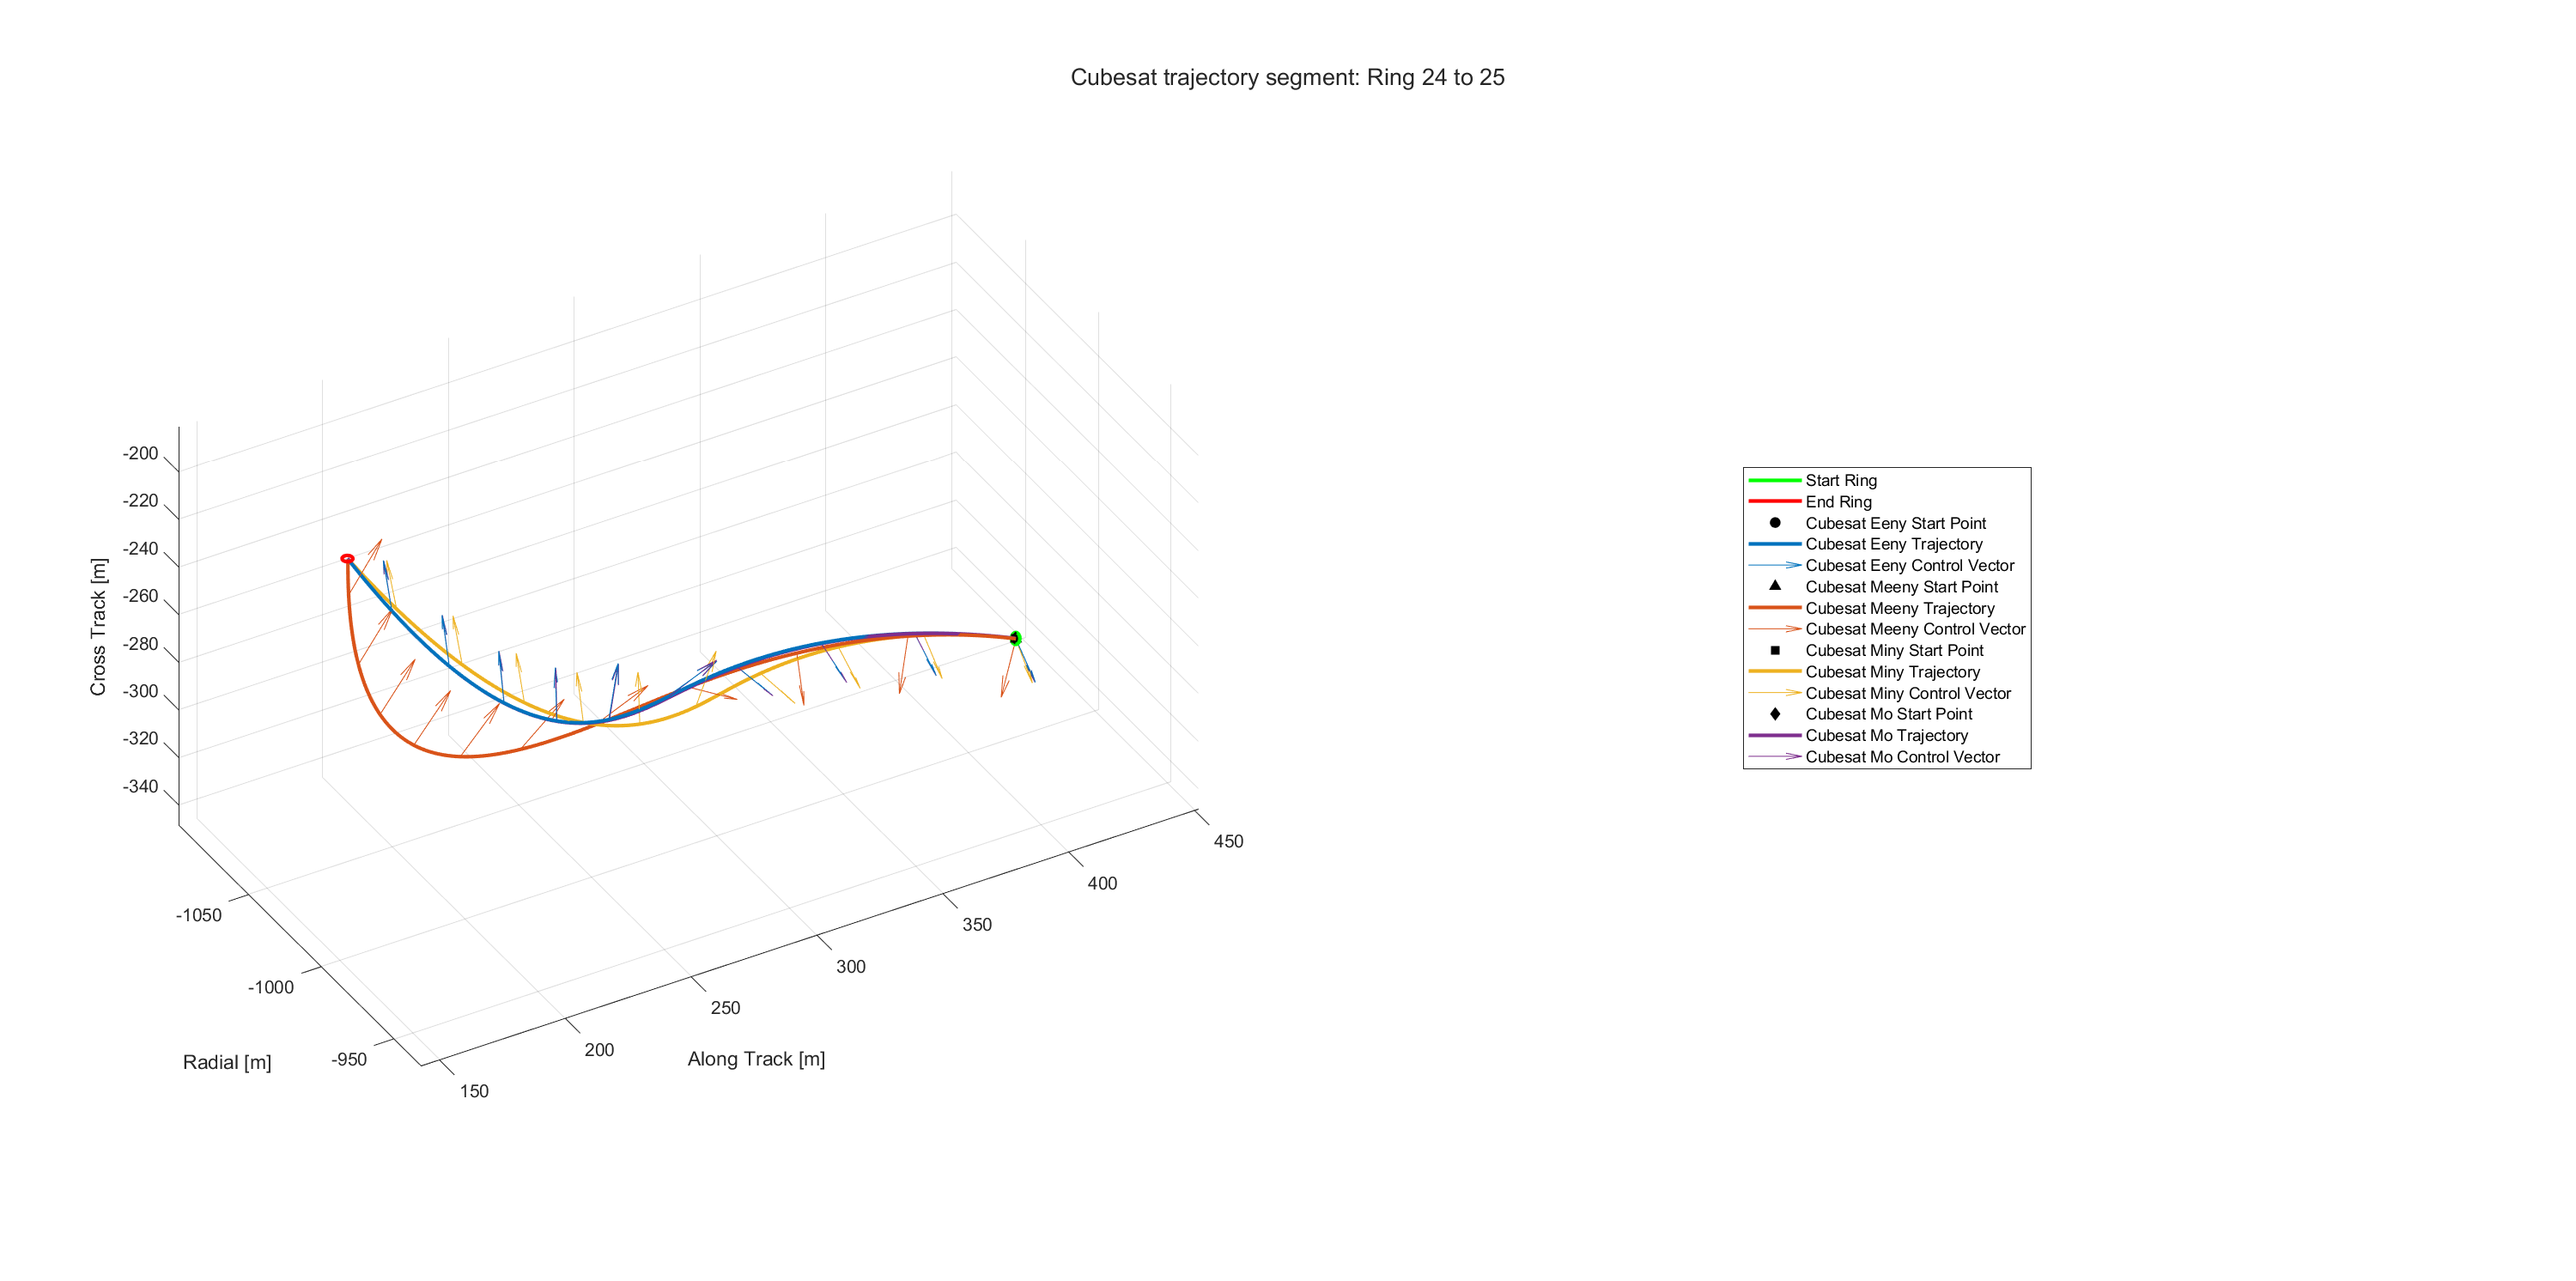 Cubesat trajectory segment: Ring 24 to 25
-200
-220
-240
-260
-280
-300
-320
-340
Cross Track [m]
-1050
-1000
-950
Radial [m]
150
200
250
300
350
400
450
Along Track [m]
Start Ring
End Ring
Cubesat Eeny Start Point
Cubesat Eeny Trajectory
Cubesat Eeny Control Vector
Cubesat Meeny Start Point
Cubesat Meeny Trajectory
Cubesat Meeny Control Vector
Cubesat Miny Start Point
Cubesat Miny Trajectory
Cubesat Miny Control Vector
Cubesat Mo Start Point
Cubesat Mo Trajectory
Cubesat Mo Control Vector